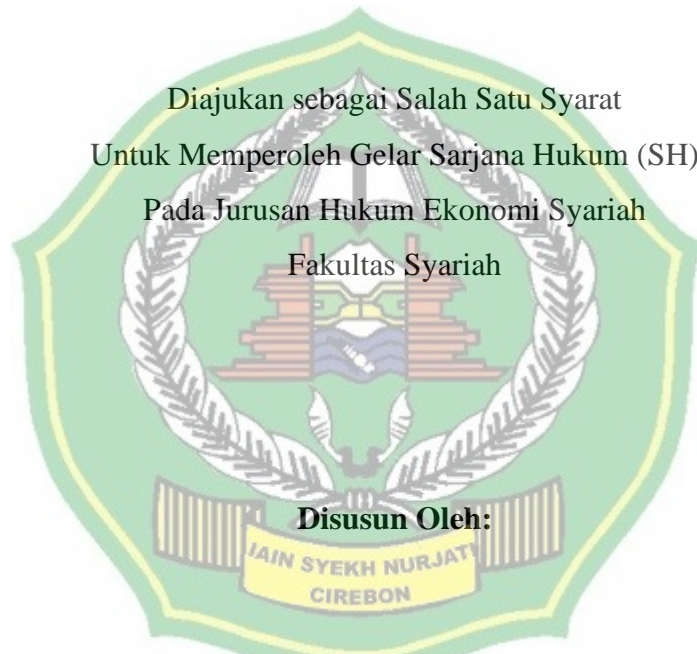 Diajukan sebagai Salah Satu Syarat
Untuk Memperoleh Gelar Sarjana Hukum (SH)
Pada Jurusan Hukum Ekonomi Syariah
Fakultas Syariah
Disusun Oleh:
IAIN SYEKH NURJATI
CIREBON